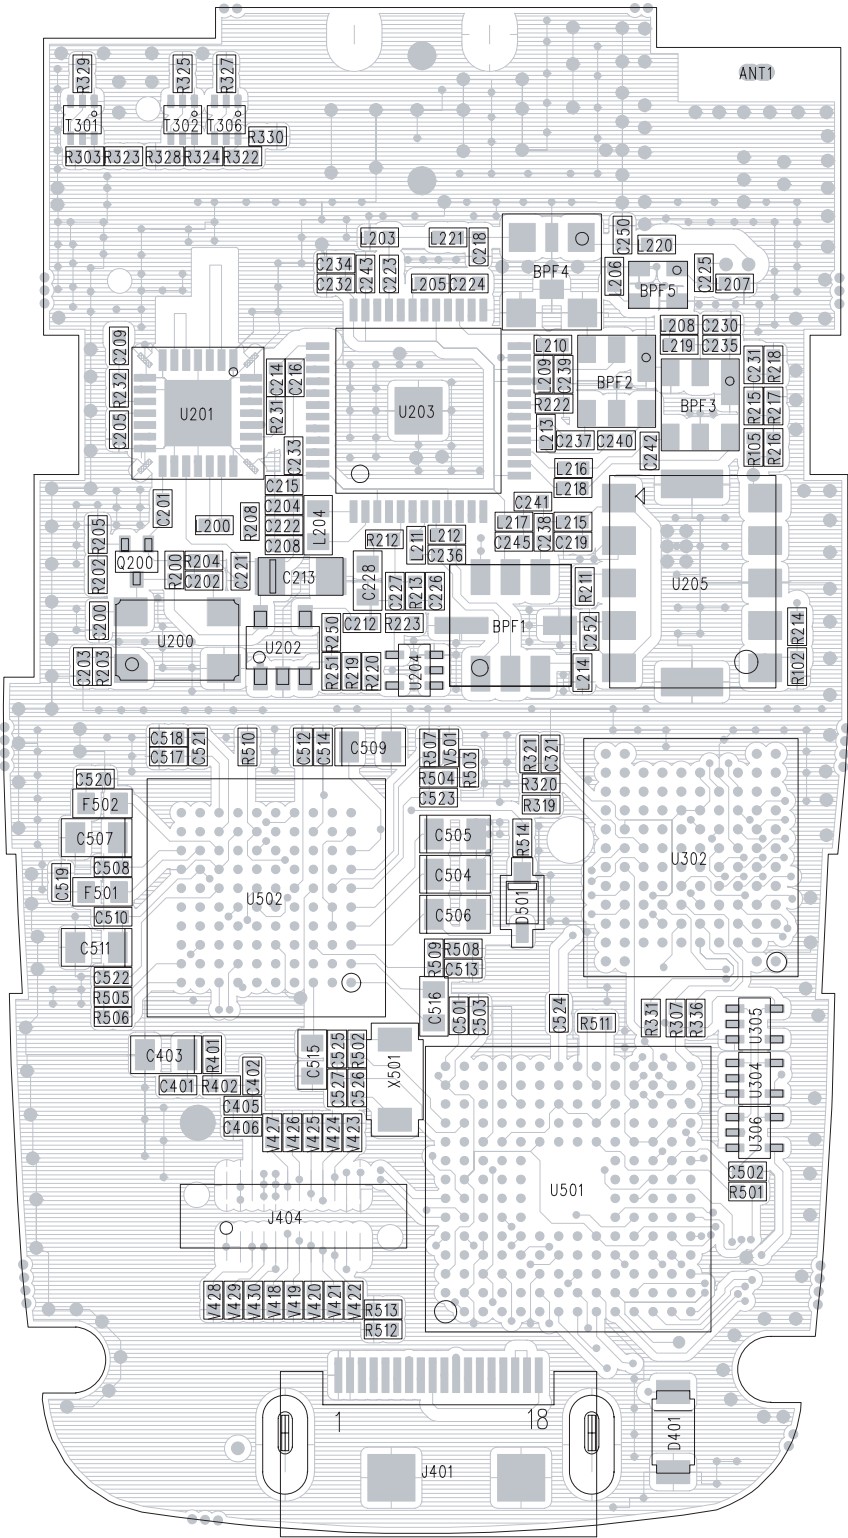 ANT1
R329 R325 R327
T301 T302 T306
R330
R303 R323 R328 R324 R322
L203 L221 C218 C250 L220
C234 C243 C223 BPF4 L206 BPF5 C225
C232 L205 C224 L207
L208 C230
C209 L210 L219 C235
C214 C216 L209 C239 BPF2 C231 R218
R232 U201 U203 R222 BPF3 R215 R217
C205 R231 L213 C237 C240 C242 R105 R216
C233 L216
C215 L218
C201 C204 L204 C241
R205 L200 R208 C222 L217 C238 L215
C208 R212 L211 L212 C245 C219
Q200 R204 C236
R202 R200 C202 C221 C213 C228 C227 R213 C226 R211 U205
C200 U200 U202 R250 C212 R223 BPF1 C252 R214
C203 R203 R251 R219 R220 U204 L214 R102
C518 C521 R510 C512 C514 C509 R507 V501 R503 R321 C321
C517
C520 R504 R320
F502 C523 R319
C507 C505 R514
C508 U302
C519 F501 U502 C504 D501
C510 C506
C511 R509 R508
C522 C513
R505 C516 C501 C503 C524 R511 R331 R307 R336 U305
R506
C403 R401 C515 C525 R502 X501
C401 R402 C402 C527 C526 U304
C405
C406 V427 V426 V425 V424 V423 U306
C502
U501 R501
J404
V428 V429 V430 V418 V419 V420 V421 V422 R513
R512
1 18
D401
J401